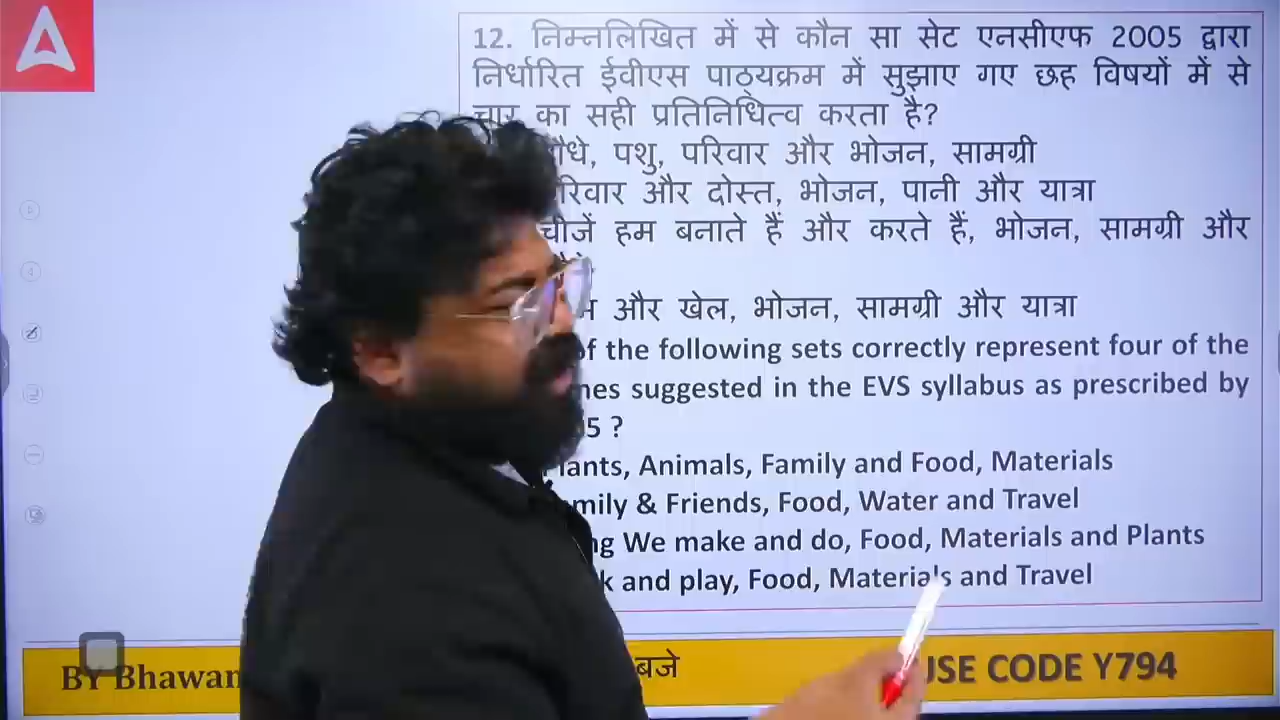 12. निम्नलिखित में से कौन सा सेट एनसीएफ 2005 द्वारा
निर्धारित ईवीएस पाठ्यक्रम में सुझाए गए छह विषयों में से
चार का सही प्रतिनिधित्व करता है?
पशु, परिवार और भोजन, सामग्री
और दोस्त, भोजन, पानी और यात्रा
चीजें हम बनाते हैं और करते हैं, भोजन, सामग्री और
और खेल, भोजन, सामग्री और यात्रा
of the following sets correctly represent four of the
suggested in the EVS syllabus as prescribed by
?
Plants, Animals, Family and Food, Materials
& Friends, Food, Water and Travel
We make and do, Food, Materials and Plants
and play, Food, Materials and Travel
BY Bhawan बजे USE CODE Y794